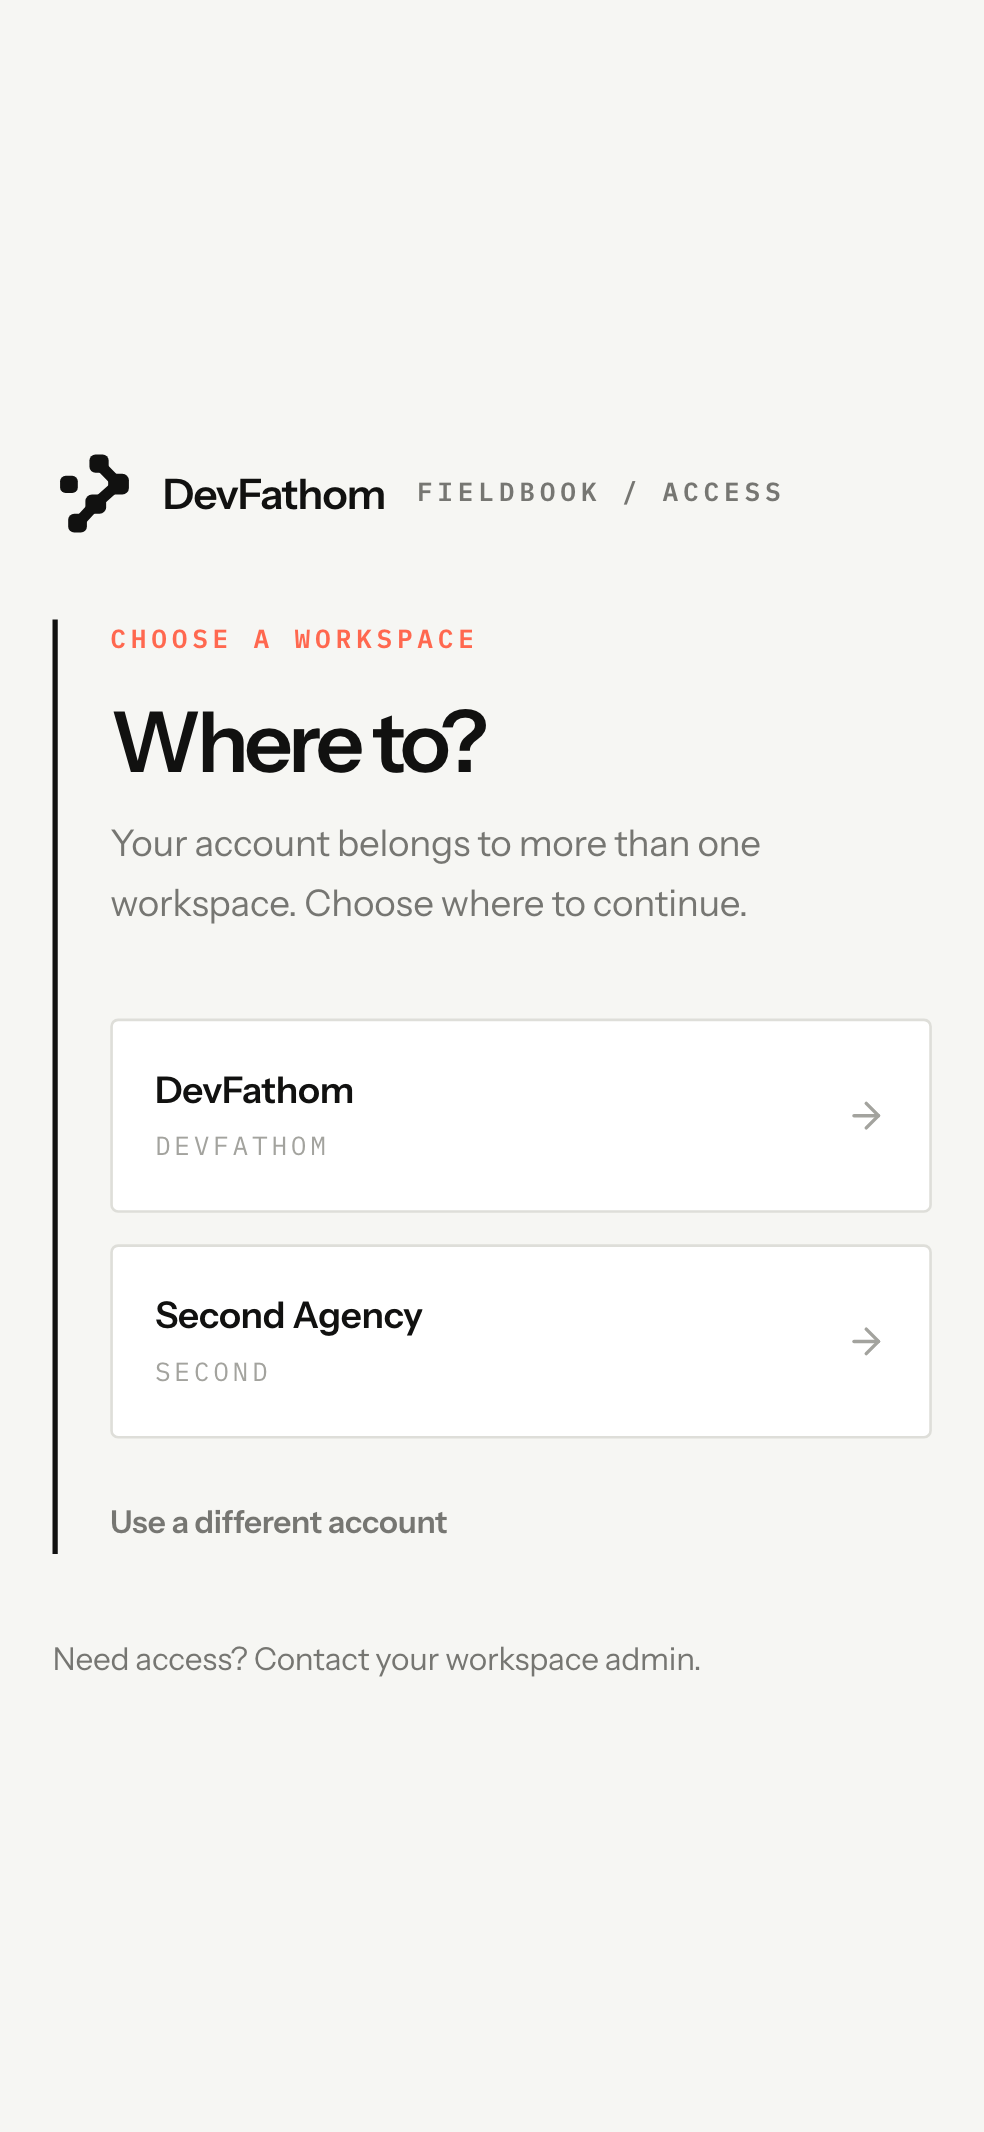 DevFathom FIELDBOOK / ACCESS
CHOOSE A WORKSPACE
Where to?
Your account belongs to more than one
workspace. Choose where to continue.
DevFathom
DEVFATHOM
Second Agency
SECOND
Use a different account
Need access? Contact your workspace admin.